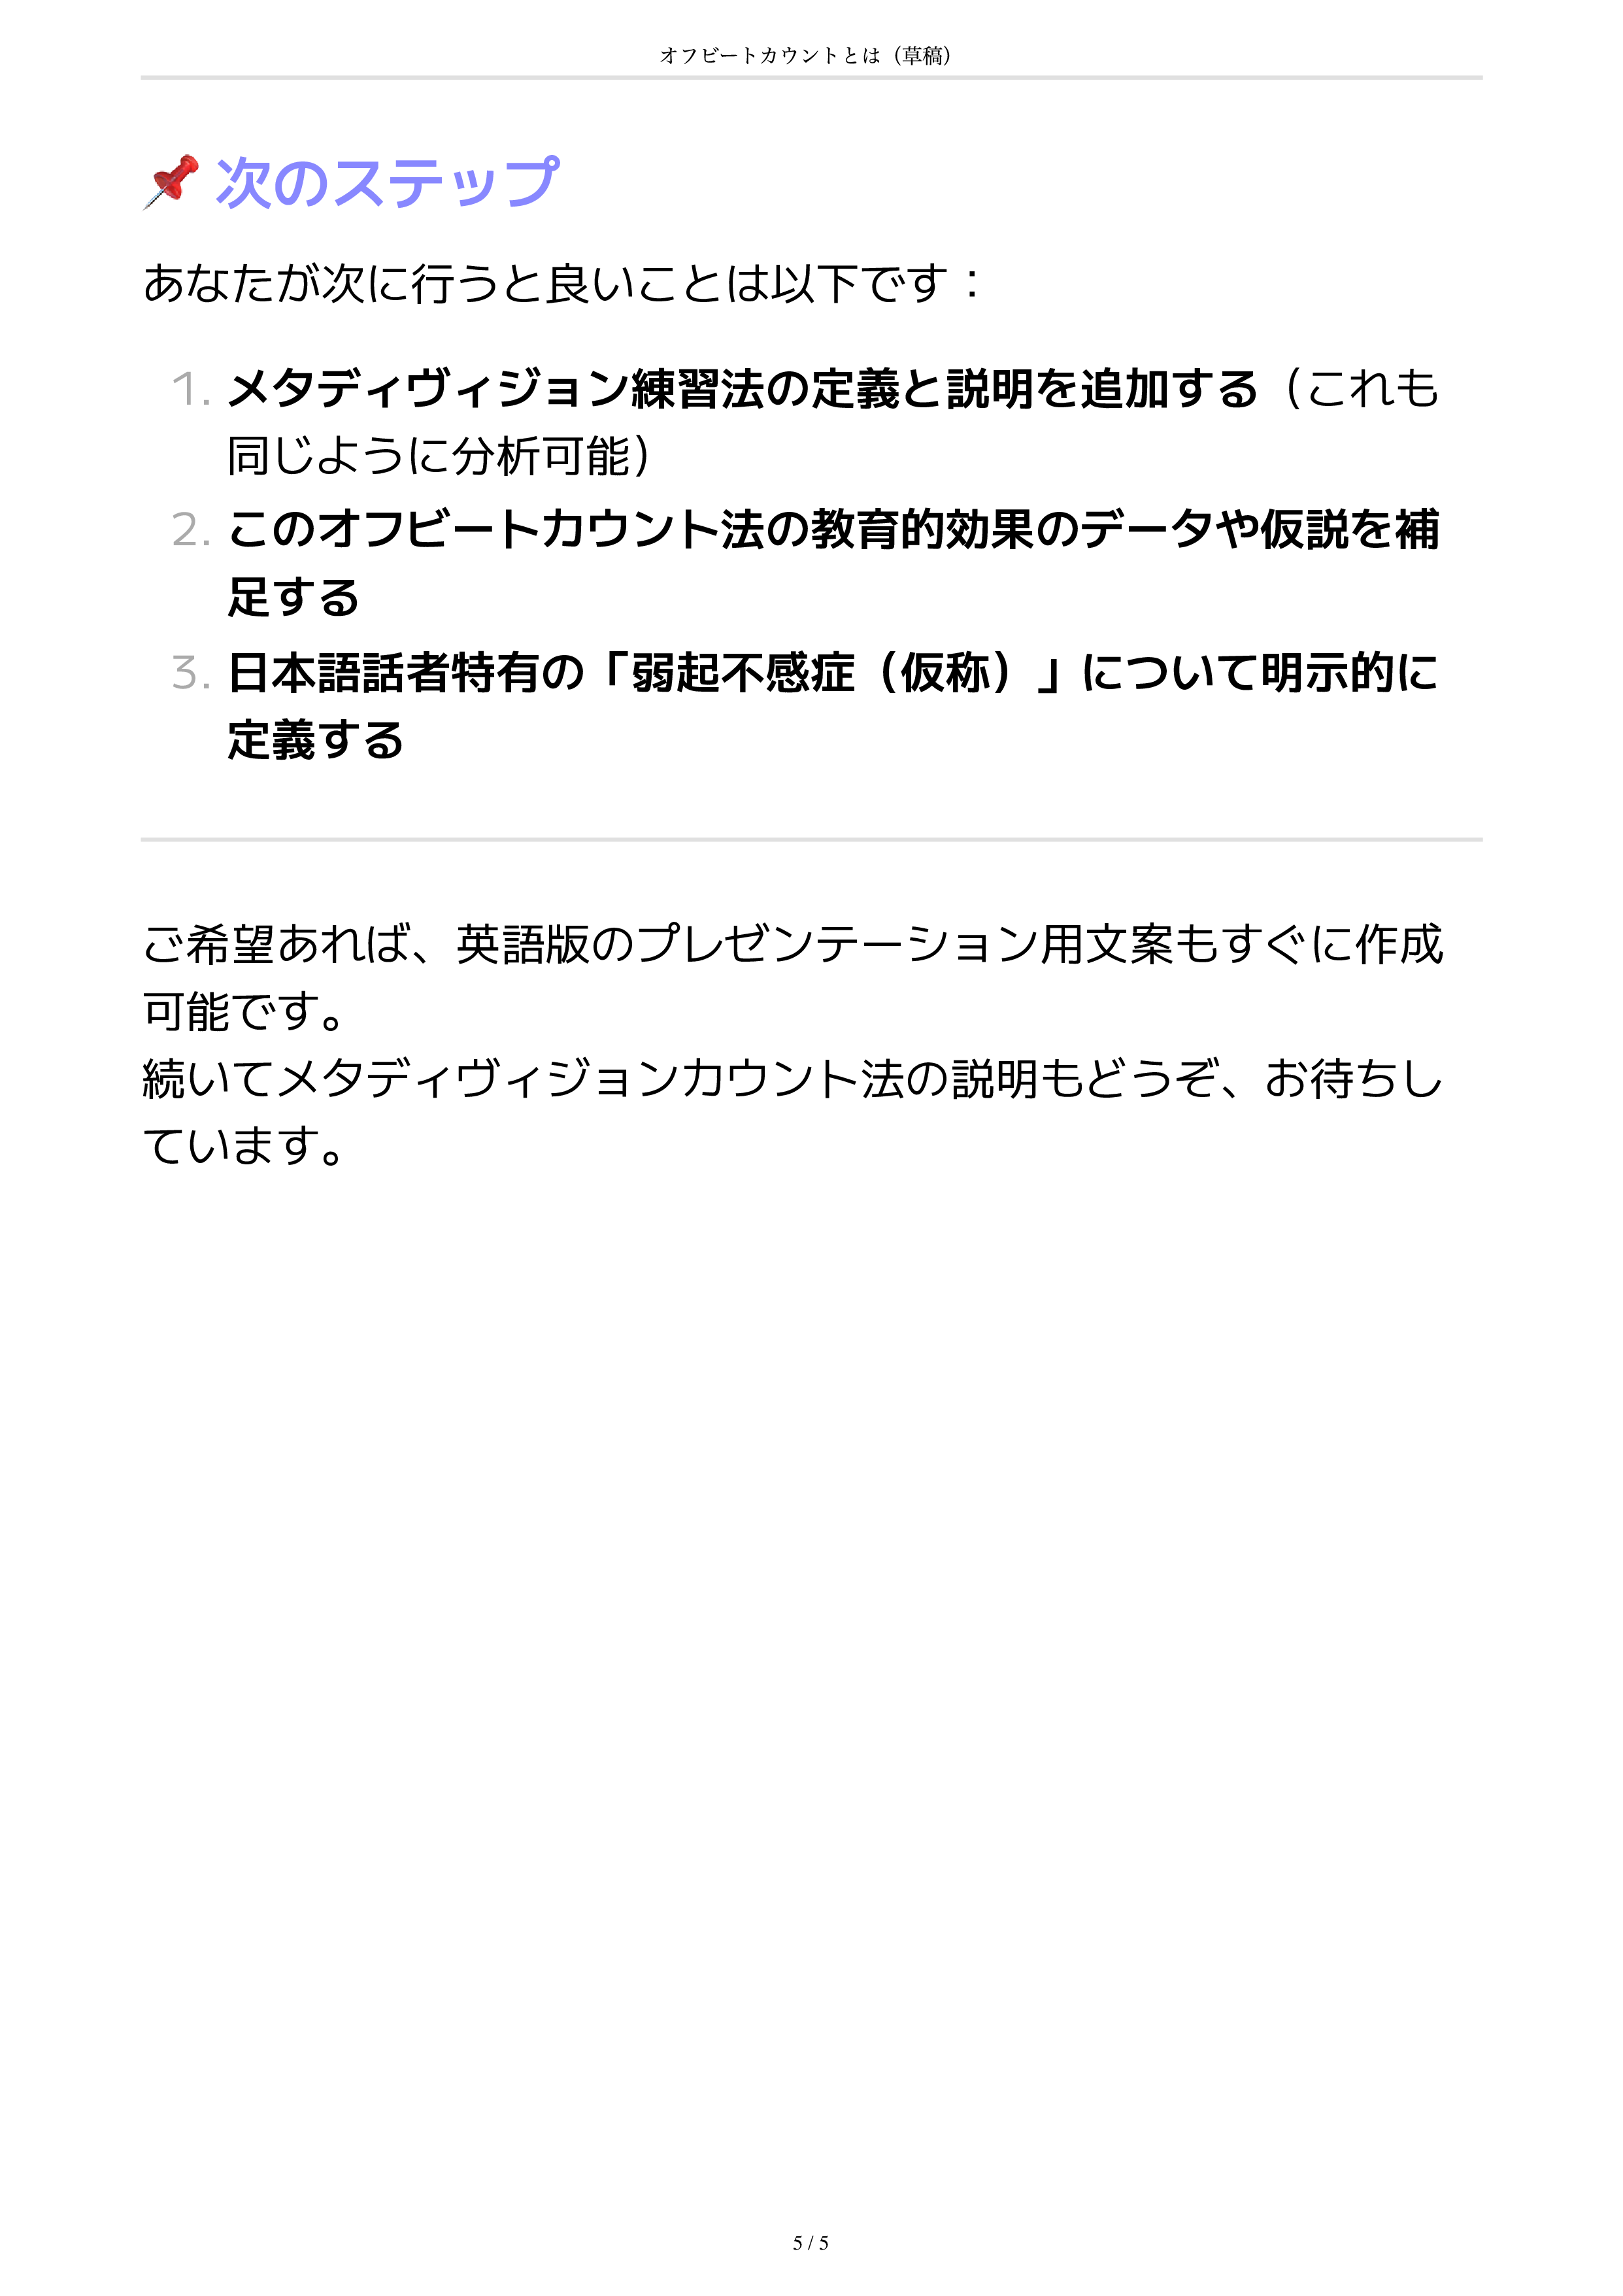 オフビートカウントとは（草稿）
📌 次のステップ
あなたが次に行うと良いことは以下です：
1. メタディヴィジョン練習法の定義と説明を追加する（これも
同じように分析可能）
2. このオフビートカウント法の教育的効果のデータや仮説を補
足する
3. 日本語話者特有の「弱起不感症（仮称）」について明示的に
定義する
ご希望あれば、英語版のプレゼンテーション用文案もすぐに作成
可能です。
続いてメタディヴィジョンカウント法の説明もどうぞ、お待ちし
ています。
5 / 5